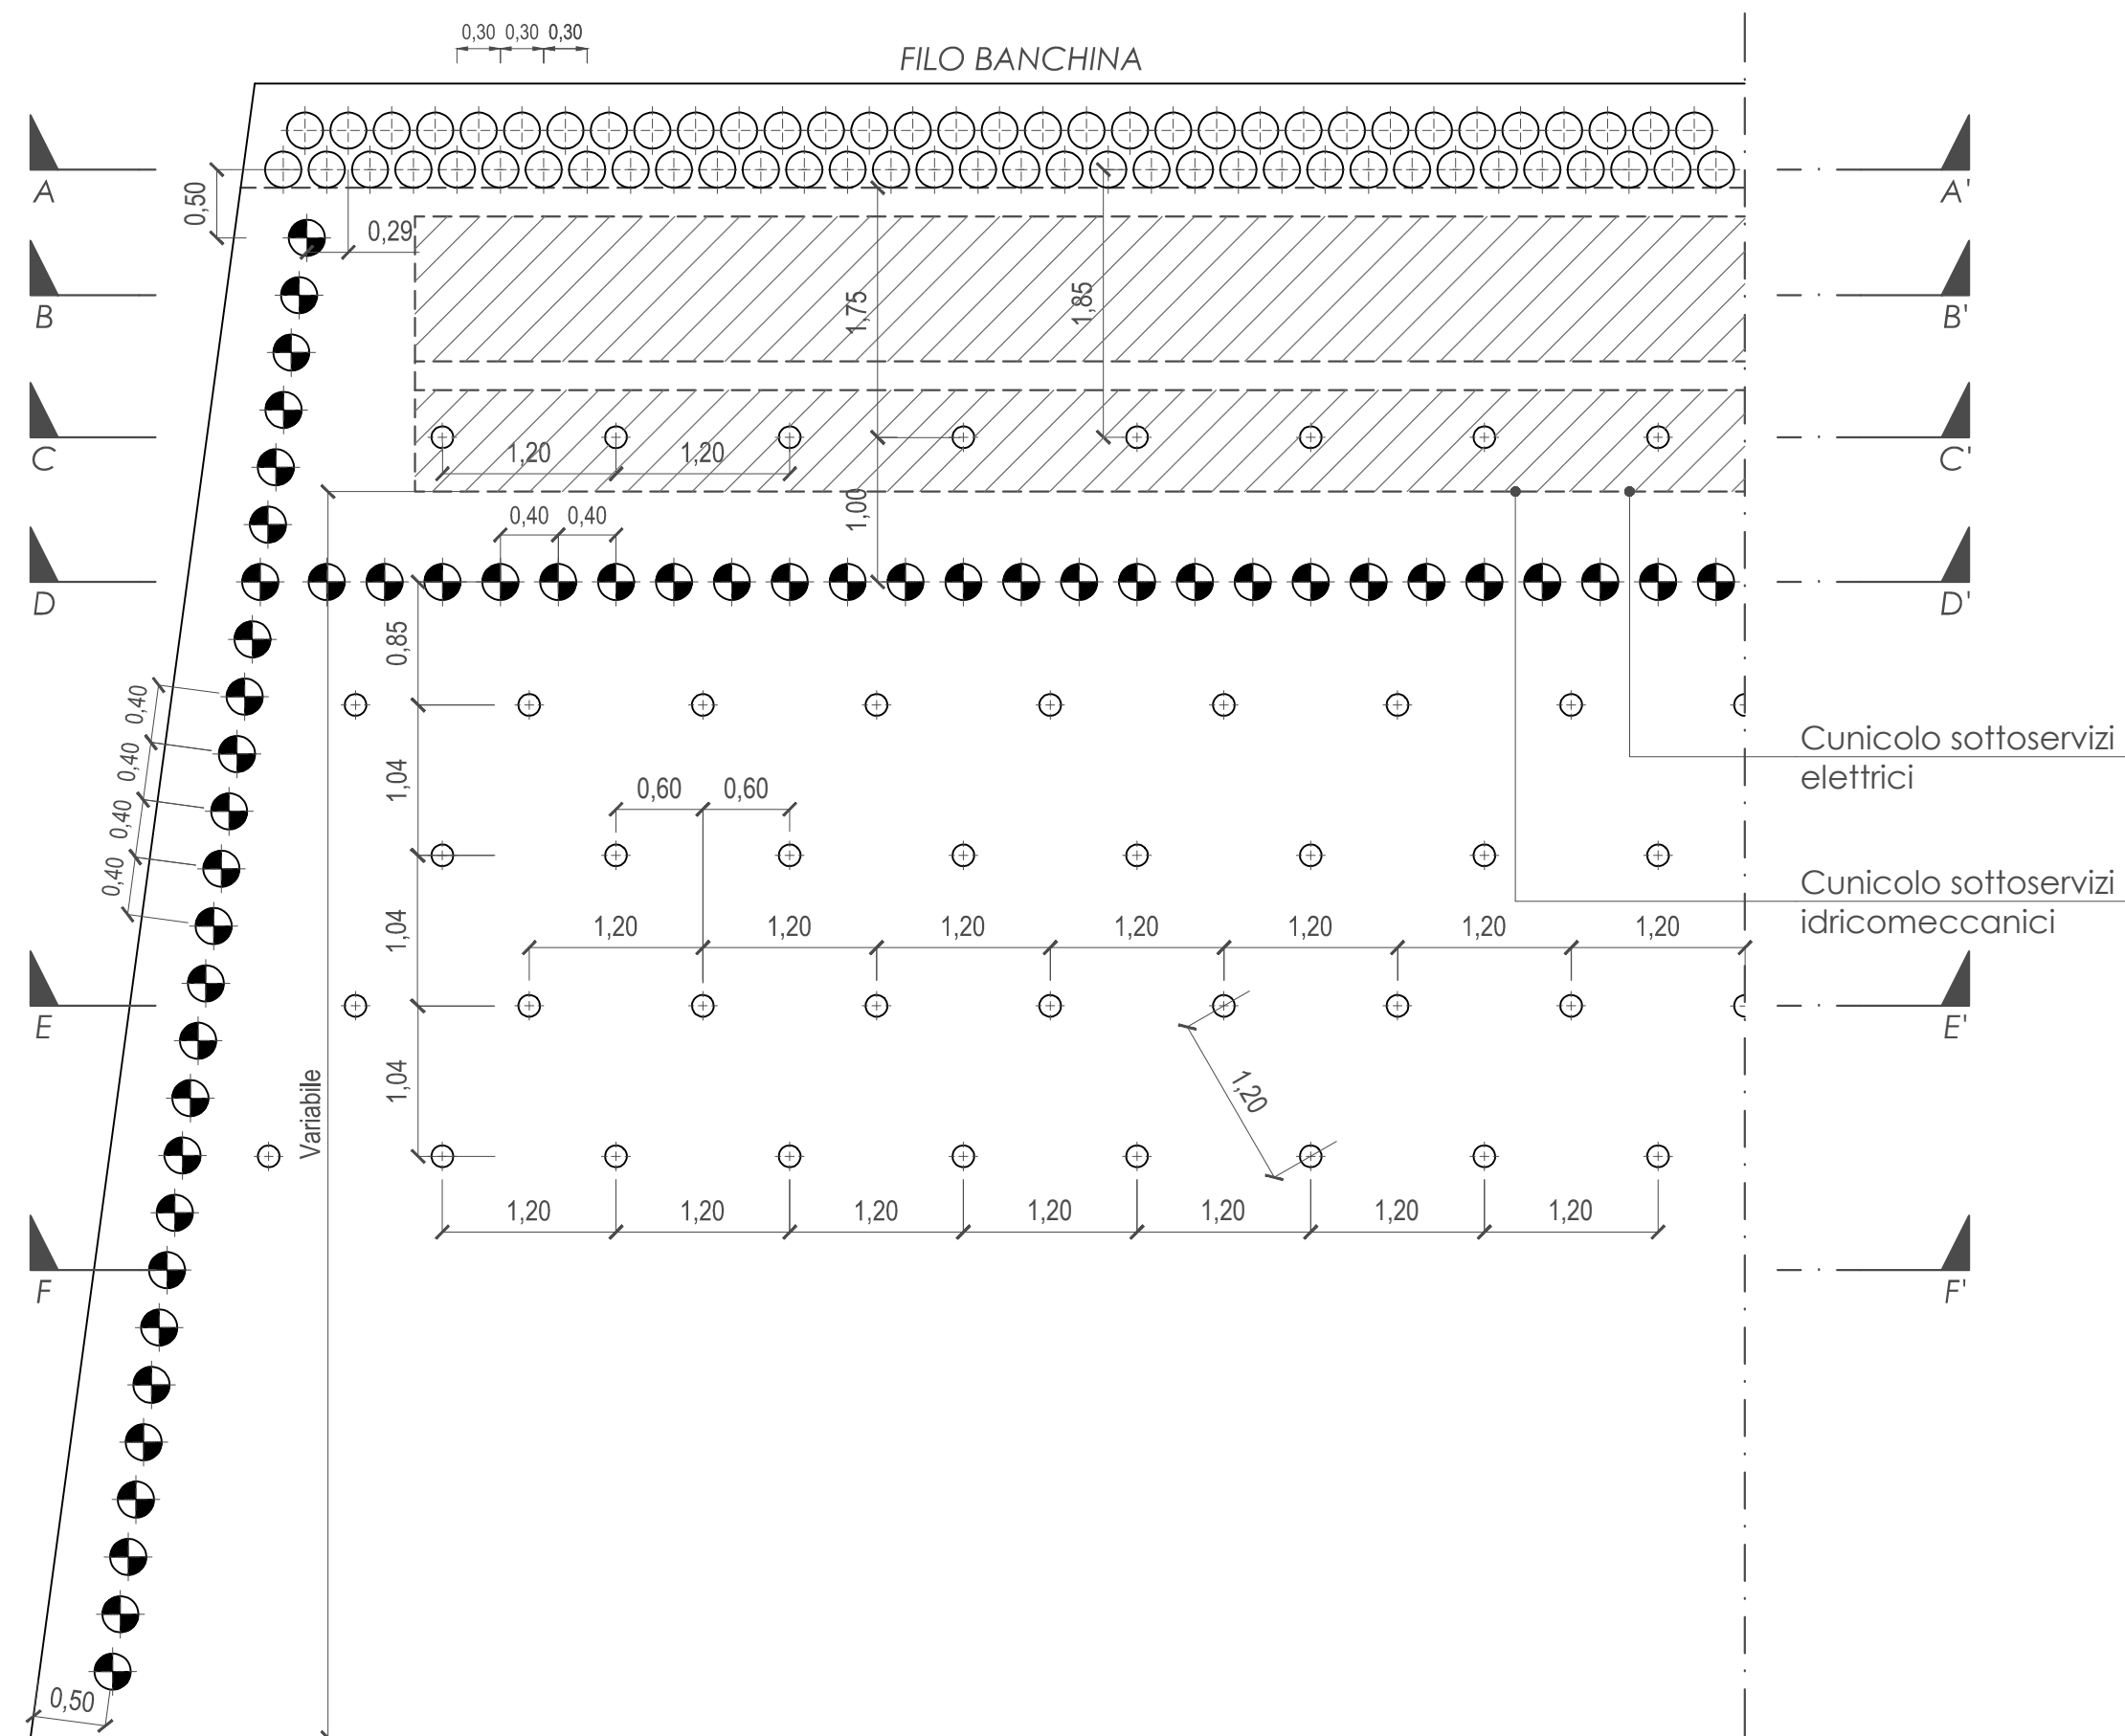 0,30 0,30 0,30
FILO BANCHINA
A A'
0,50
0,29
B B'
1,75
1,85
C C'
1,20 1,20
1,00
0,40 0,40
D D'
0,85
0,40
0,40
0,40
0,40
1,04
0,60 0,60
Cunicolo sottoservizi
elettrici
Cunicolo sottoservizi
idricomeccanici
1,04
1,20 1,20 1,20 1,20 1,20 1,20 1,20
E E'
1,04
Variabile
1,20
1,20 1,20 1,20 1,20 1,20 1,20 1,20
F F'
0,50